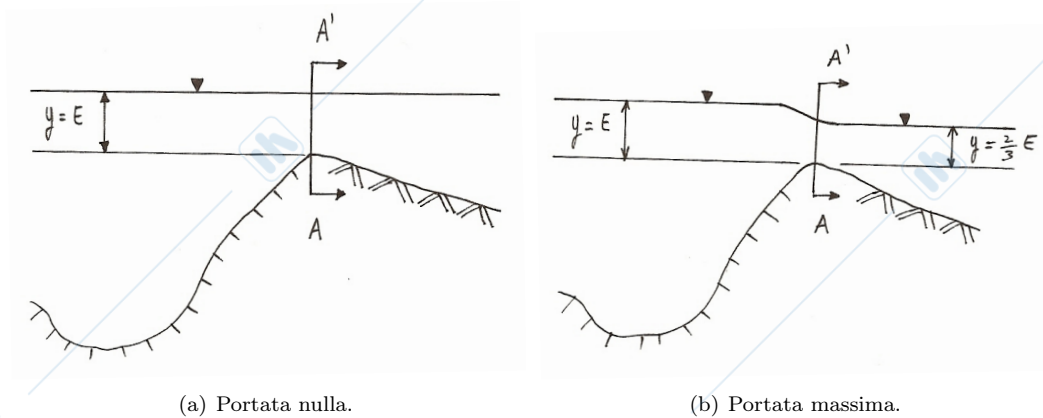 A'
y = E
A
(a) Portata nulla.
A'
y = E
y = 2/3 E
A
(b) Portata massima.